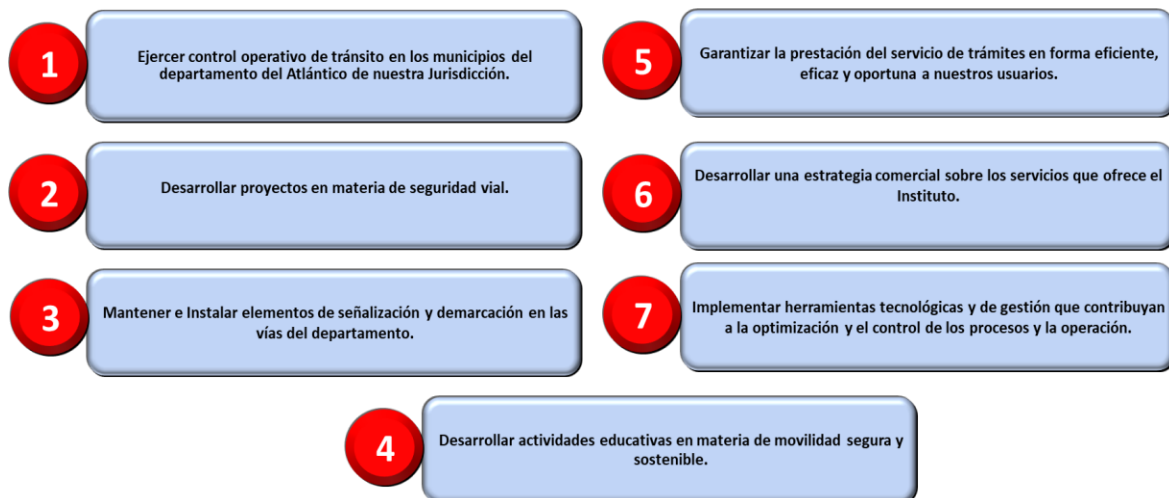 1
Ejercer control operativo de tránsito en los municipios del
departamento del Atlántico de nuestra Jurisdicción.
2
Desarrollar proyectos en materia de seguridad vial.
3
Mantener e Instalar elementos de señalización y demarcación en las
vías del departamento.
4
Desarrollar actividades educativas en materia de movilidad segura y
sostenible.
5
Garantizar la prestación del servicio de trámites en forma eficiente,
eficaz y oportuna a nuestros usuarios.
6
Desarrollar una estrategia comercial sobre los servicios que ofrece el
Instituto.
7
Implementar herramientas tecnológicas y de gestión que contribuyan
a la optimización y el control de los procesos y la operación.